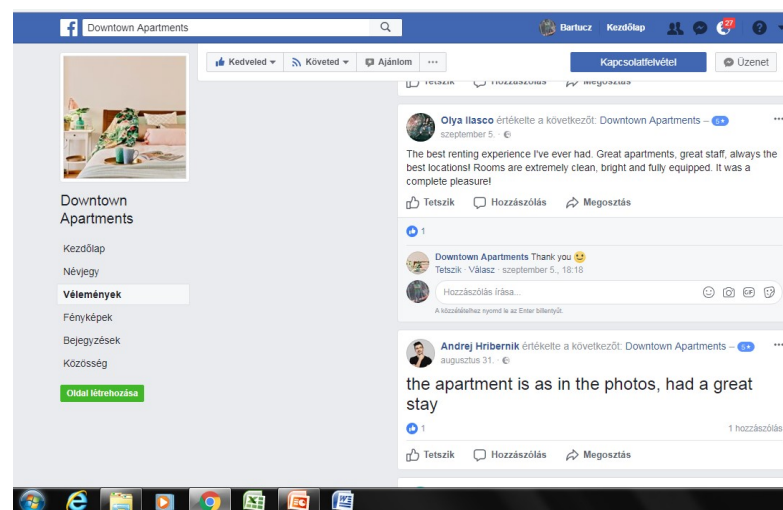 Downtown Apartments
Bartucz Kezdőlap 27
Kedveled Követed Ajánlom ... Kapcsolatfelvétel Üzenet
Tetszik Hozzászólás Megosztás
Olya Ilasco értékelte a következőt: Downtown Apartments – 5★
szeptember 5. ·
The best renting experience I've ever had. Great apartments, great staff, always the
best locations! Rooms are extremely clean, bright and fully equipped. It was a
complete pleasure!
Tetszik Hozzászólás Megosztás
1
Downtown Apartments Thank you
Tetszik · Válasz · szeptember 5., 18:18
Hozzászólás írása...
GIF
A közzétételhez nyomd le az Enter billentyűt.
Andrej Hribernik értékelte a következőt: Downtown Apartments – 5★
augusztus 31. ·
the apartment is as in the photos, had a great
stay
1 1 hozzászólás
Tetszik Hozzászólás Megosztás
Downtown
Apartments
Kezdőlap
Névjegy
Vélemények
Fényképek
Bejegyzések
Közösség
Oldal létrehozása